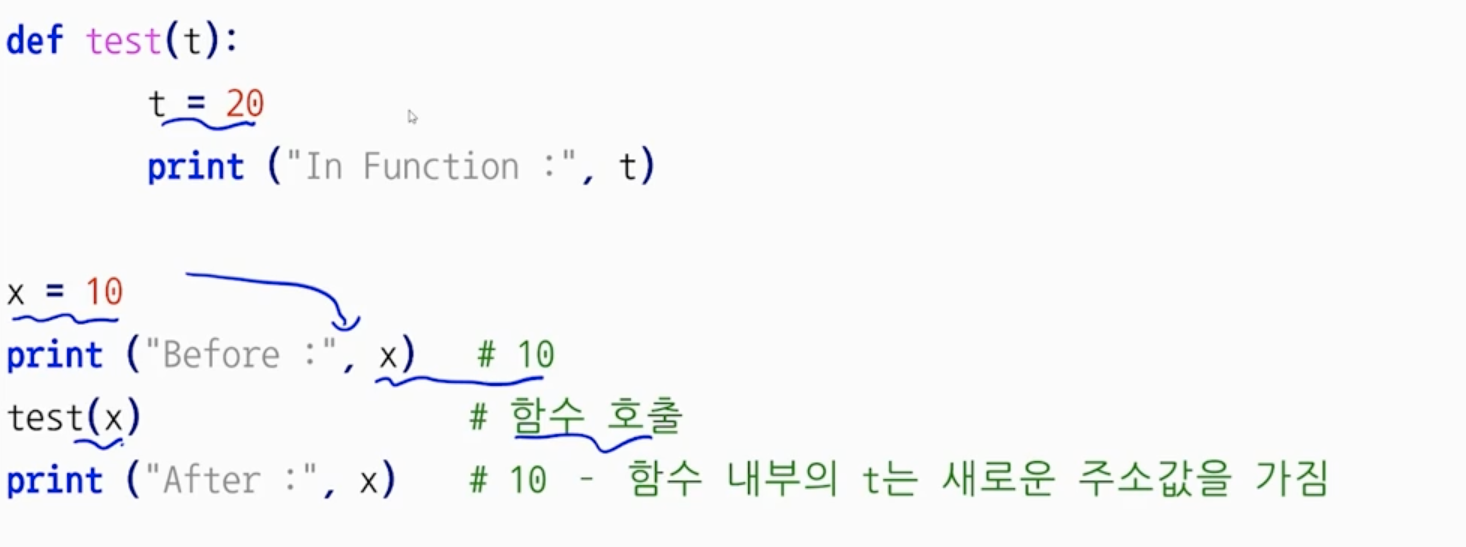 def test(t):
t = 20
print ("In Function :", t)
x = 10
print ("Before :", x) # 10
test(x) # 함수 호출
print ("After :", x) # 10 - 함수 내부의 t는 새로운 주소값을 가짐